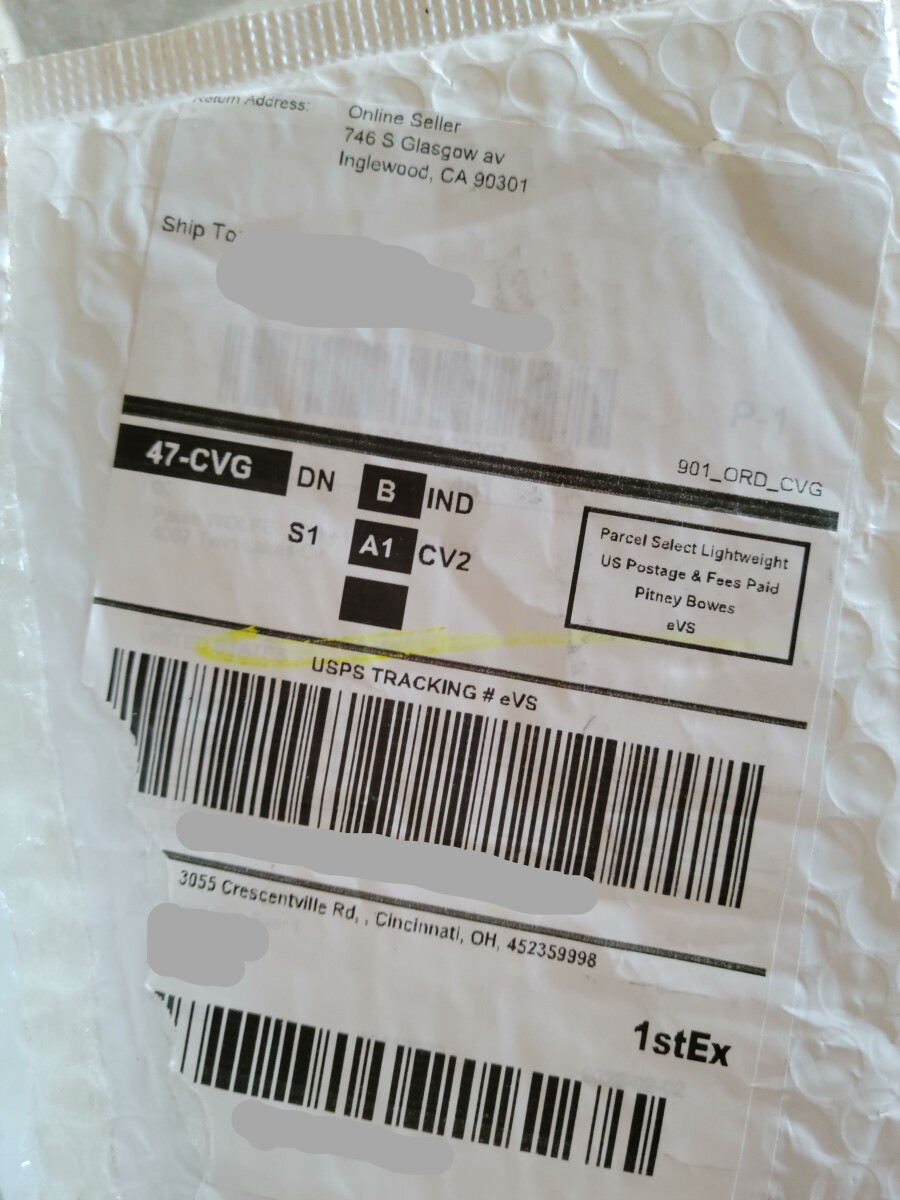 Return Address:
Online Seller
746 S Glasgow av
Inglewood, CA 90301
Ship To:
P-1
901_ORD_CVG
47-CVG DN B IND
S1 A1 CV2
Parcel Select Lightweight
US Postage & Fees Paid
Pitney Bowes
eVS
USPS TRACKING # eVS
3055 Crescentville Rd, , Cincinnati, OH, 452359998
1stEx